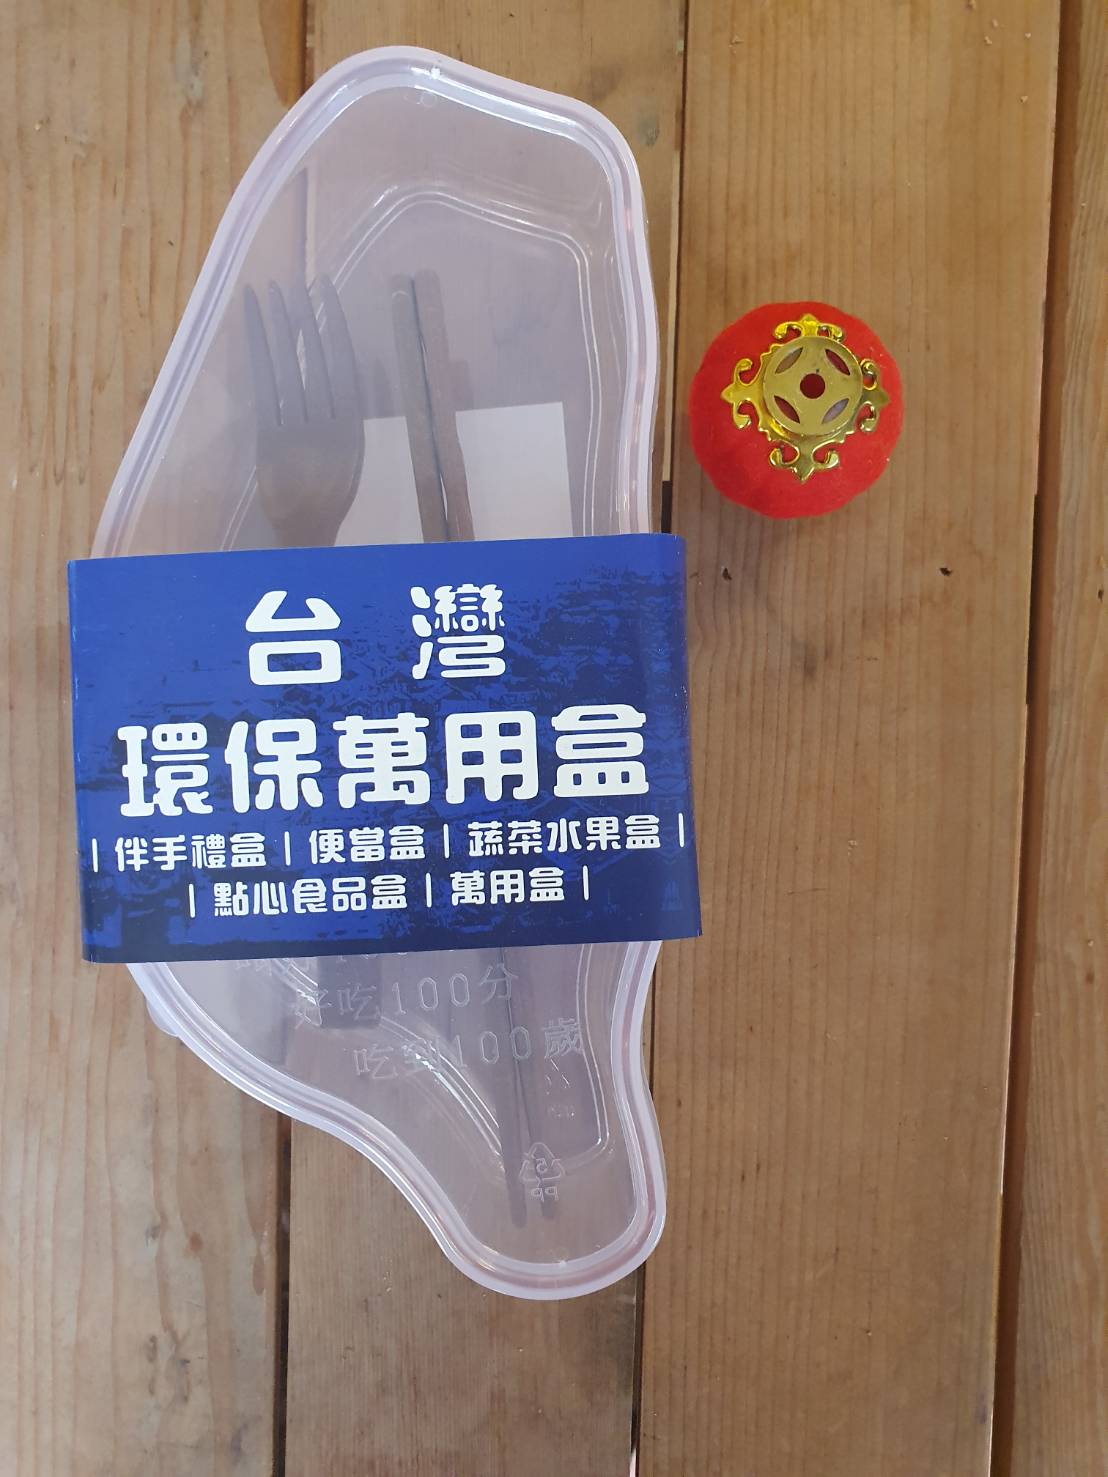 台灣
環保萬用盒
|伴手禮盒|便當盒|蔬菜水果盒|
|點心食品盒|萬用盒|
好吃100分
吃到100歲
5
PP